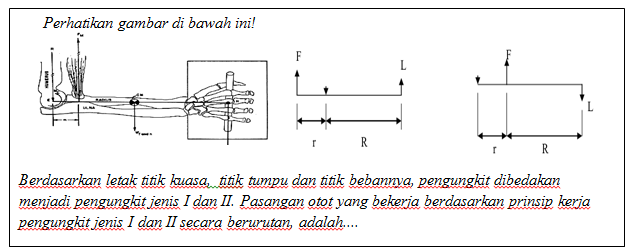 Perhatikan gambar di bawah ini!
F
L
r
R
F
L
r
R
Berdasarkan letak titik kuasa, titik tumpu dan titik bebannya, pengungkit dibedakan
menjadi pengungkit jenis I dan II. Pasangan otot yang bekerja berdasarkan prinsip kerja
pengungkit jenis I dan II secara berurutan, adalah....